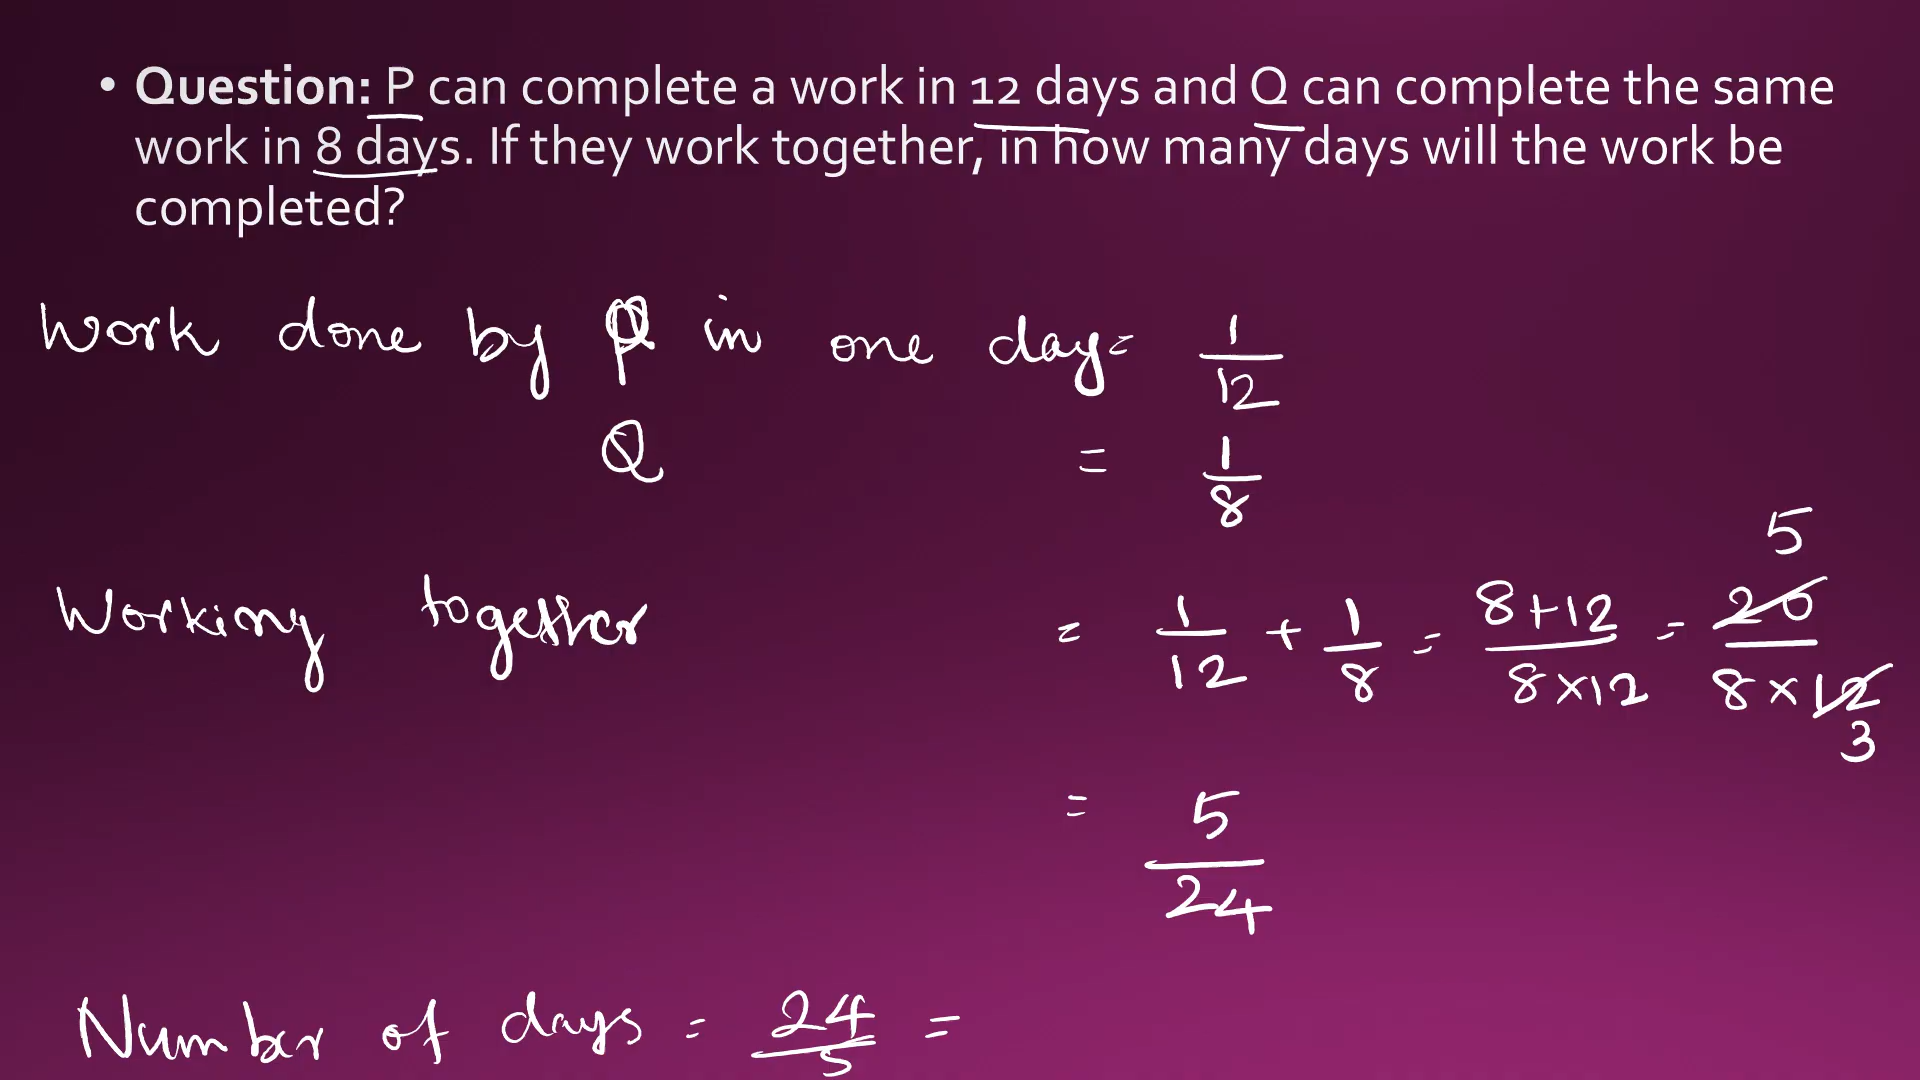 • Question: P can complete a work in 12 days and Q can complete the same
work in 8 days. If they work together, in how many days will the work be
completed?
Work done by P in one day = 1/12
Q = 1/8
Working together = 1/12 + 1/8 = 8+12/8×12 = 20/8×12 5 3
= 5/24
Number of days = 24/5 =